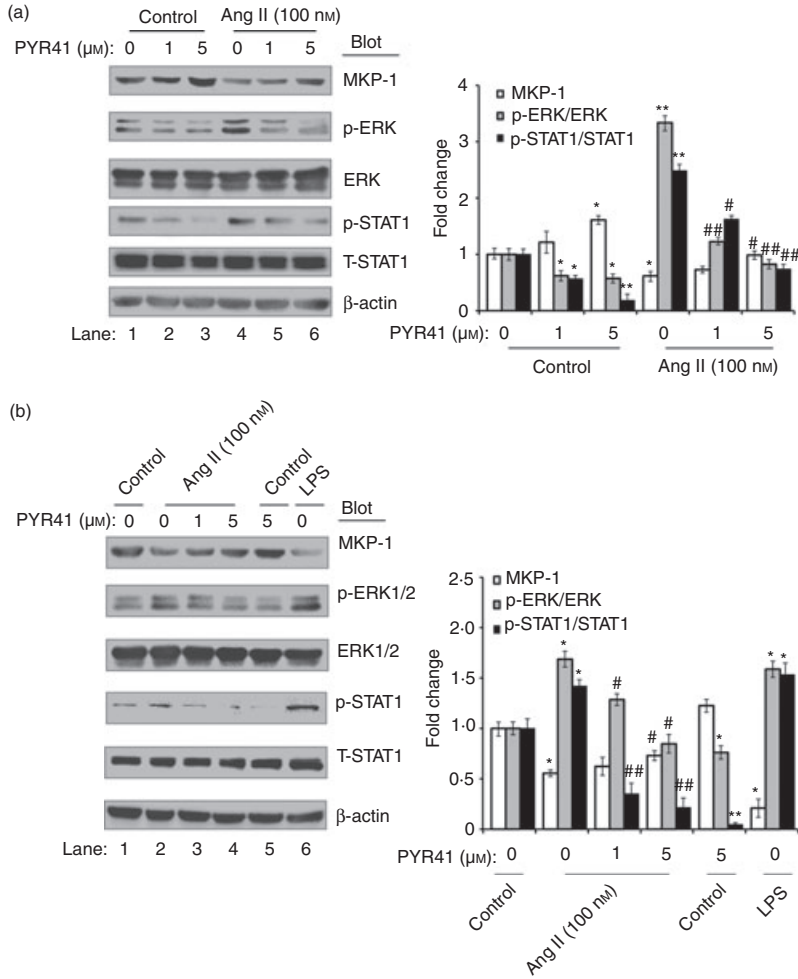 (a)
Control Ang II (100 nM)
PYR41 (µM): 0 1 5 0 1 5 Blot
MKP-1
p-ERK
ERK
p-STAT1
T-STAT1
β-actin
Lane: 1 2 3 4 5 6
4
3
2
1
0
Fold change
MKP-1
p-ERK/ERK
p-STAT1/STAT1
* * * * ** * ** ** # ## # ## ##
PYR41 (µM): 0 1 5 0 1 5
Control Ang II (100 nM)
(b)
Control Ang II (100 nM) Control LPS
PYR41 (µM): 0 0 1 5 5 0
Blot
MKP-1
p-ERK1/2
ERK1/2
p-STAT1
T-STAT1
β-actin
Lane: 1 2 3 4 5 6
2·5
2·0
1·5
1·0
0·5
0
Fold change
MKP-1
p-ERK/ERK
p-STAT1/STAT1
* * * # ## # # ## * ** * * *
PYR41 (µM): 0 0 1 5 5 0
Control Ang II (100 nM) Control LPS